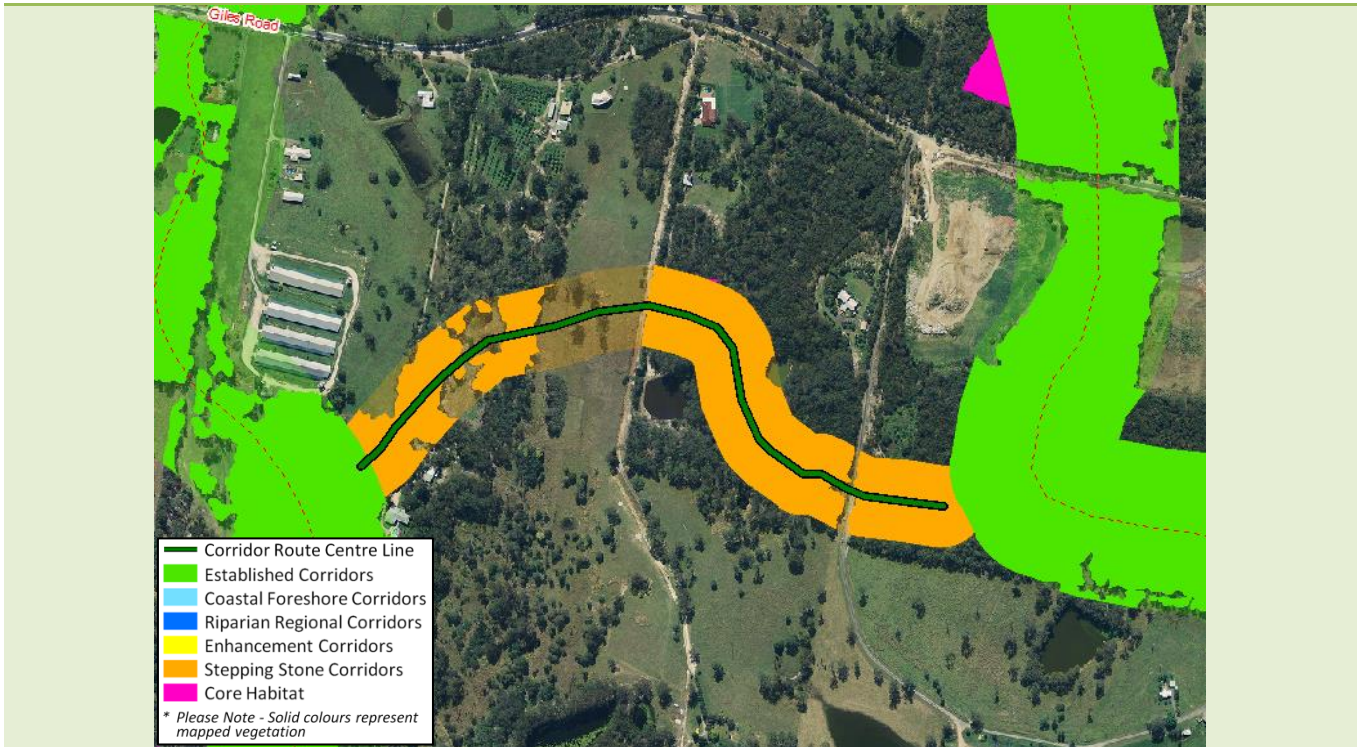 Giles Road
Corridor Route Centre Line
Established Corridors
Coastal Foreshore Corridors
Riparian Regional Corridors
Enhancement Corridors
Stepping Stone Corridors
Core Habitat
* Please Note - Solid colours represent
mapped vegetation